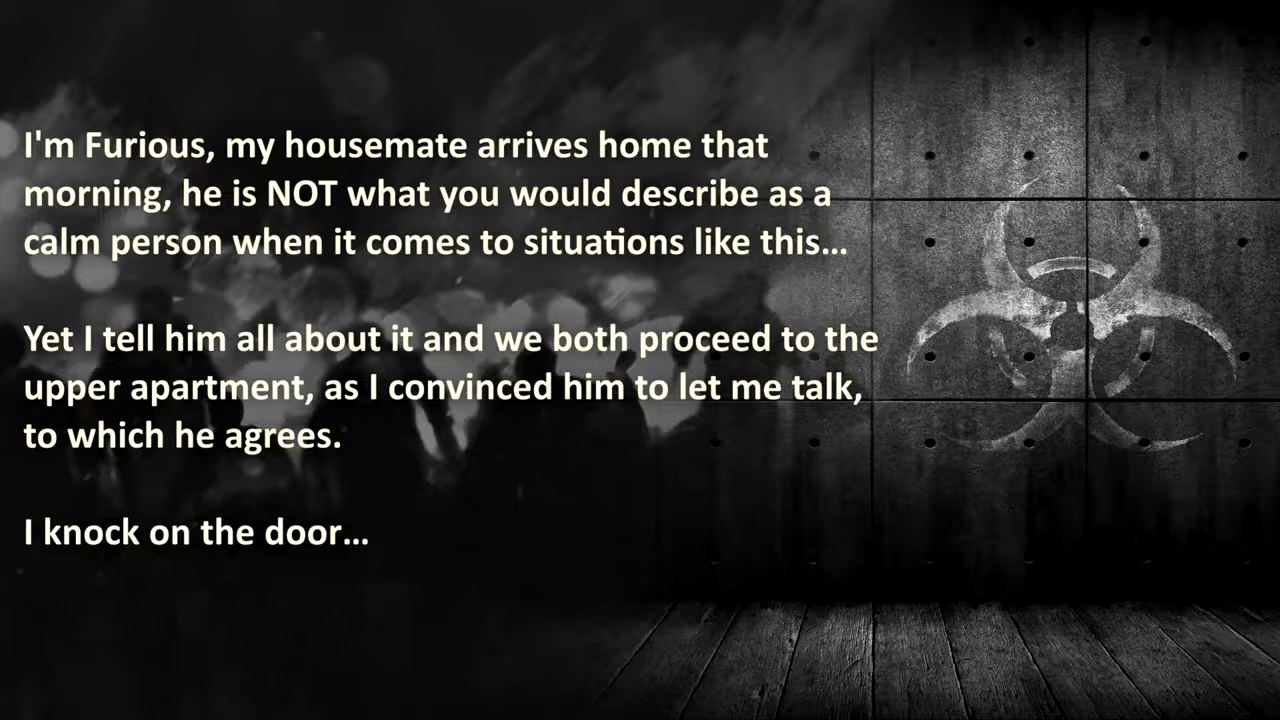 I'm Furious, my housemate arrives home that
morning, he is NOT what you would describe as a
calm person when it comes to situations like this...
Yet I tell him all about it and we both proceed to the
upper apartment, as I convinced him to let me talk,
to which he agrees.
I knock on the door...